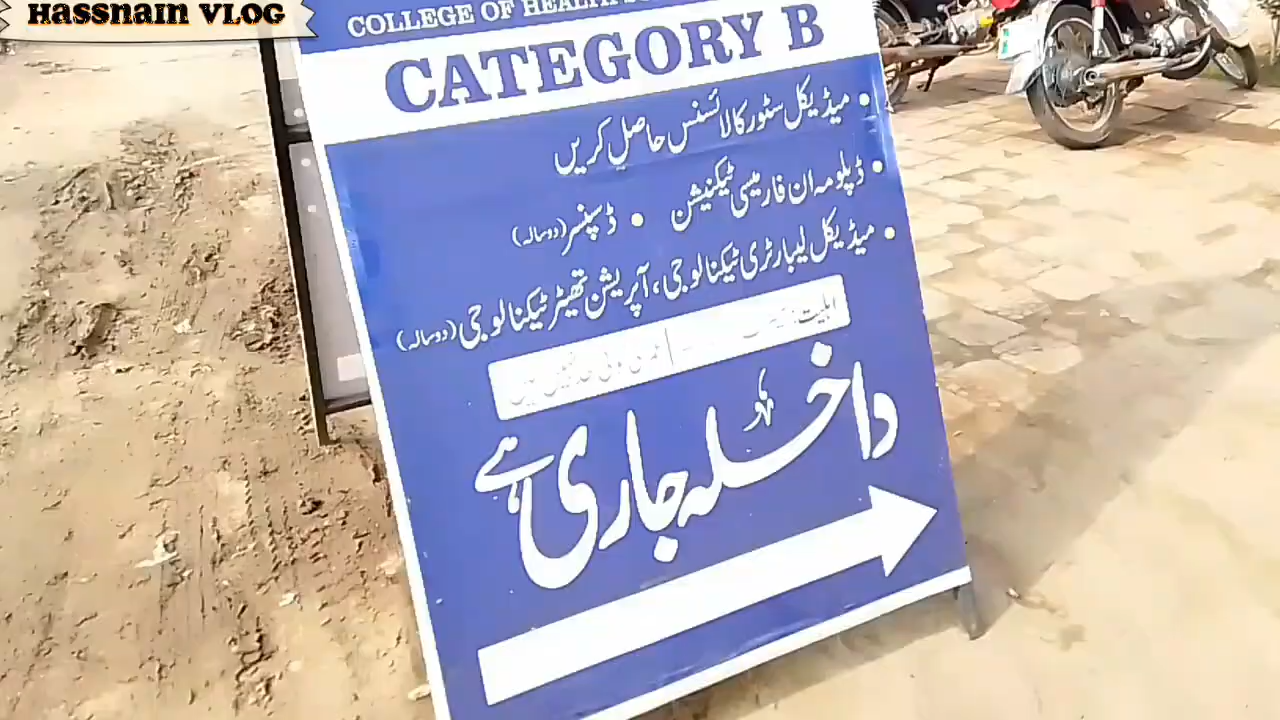 HASSNAIN VLOG
COLLEGE OF HEALTH
CATEGORY B
• میڈیکل سٹور کا لائسنس حاصل کریں
• ڈپلومہ ان فارمیسی ٹیکنیشن • ڈسپنسر (دوسالہ)
• میڈیکل لیبارٹری ٹیکنالوجی، آپریشن تھیٹر ٹیکنالوجی (دوسالہ)
اہلیت:
داخلہ جاری ہے